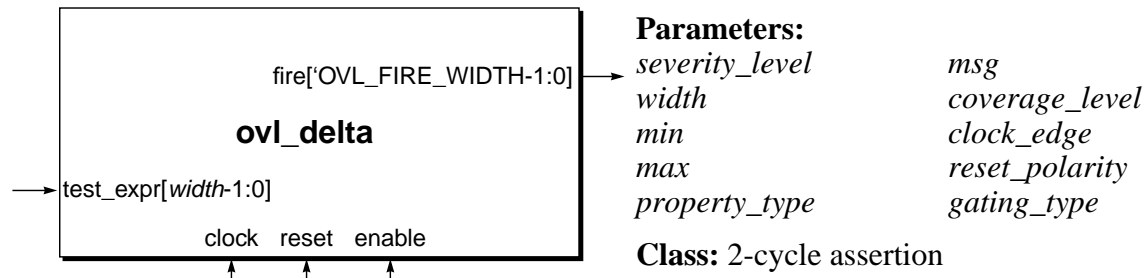 fire[‘OVL_FIRE_WIDTH-1:0]
ovl_delta
test_expr[width-1:0]
clock reset enable
Parameters:
severity_level msg
width coverage_level
min clock_edge
max reset_polarity
property_type gating_type
Class: 2-cycle assertion